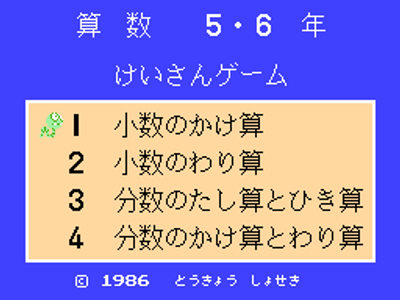 算数 5・6年
けいさんゲーム
1 小数のかけ算
2 小数のわり算
3 分数のたし算とひき算
4 分数のかけ算とわり算
© 1986 とうきょう しょせき